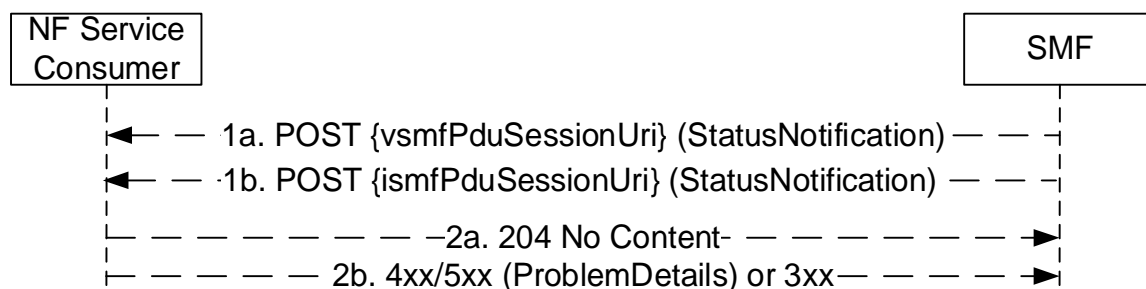 NF Service
Consumer
SMF
1a. POST {vsmfPduSessionUri} (StatusNotification)
1b. POST {ismfPduSessionUri} (StatusNotification)
2a. 204 No Content
2b. 4xx/5xx (ProblemDetails) or 3xx